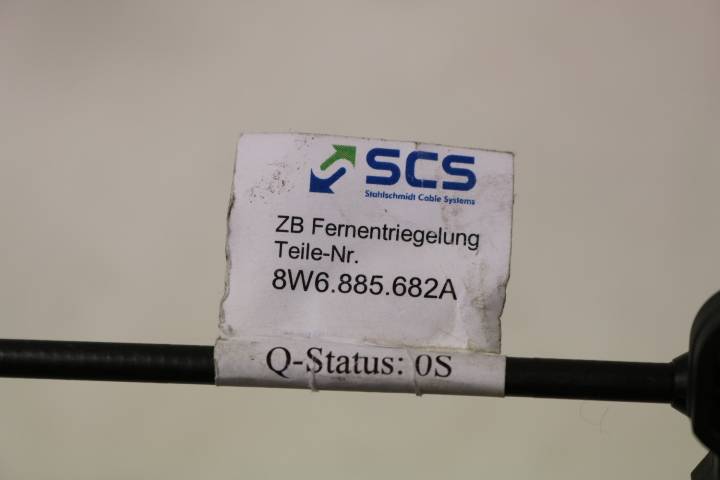 SCS
Stahlschmidt Cable Systems
ZB Fernentriegelung
Teile-Nr.
8W6.885.682A
Q-Status: 0S